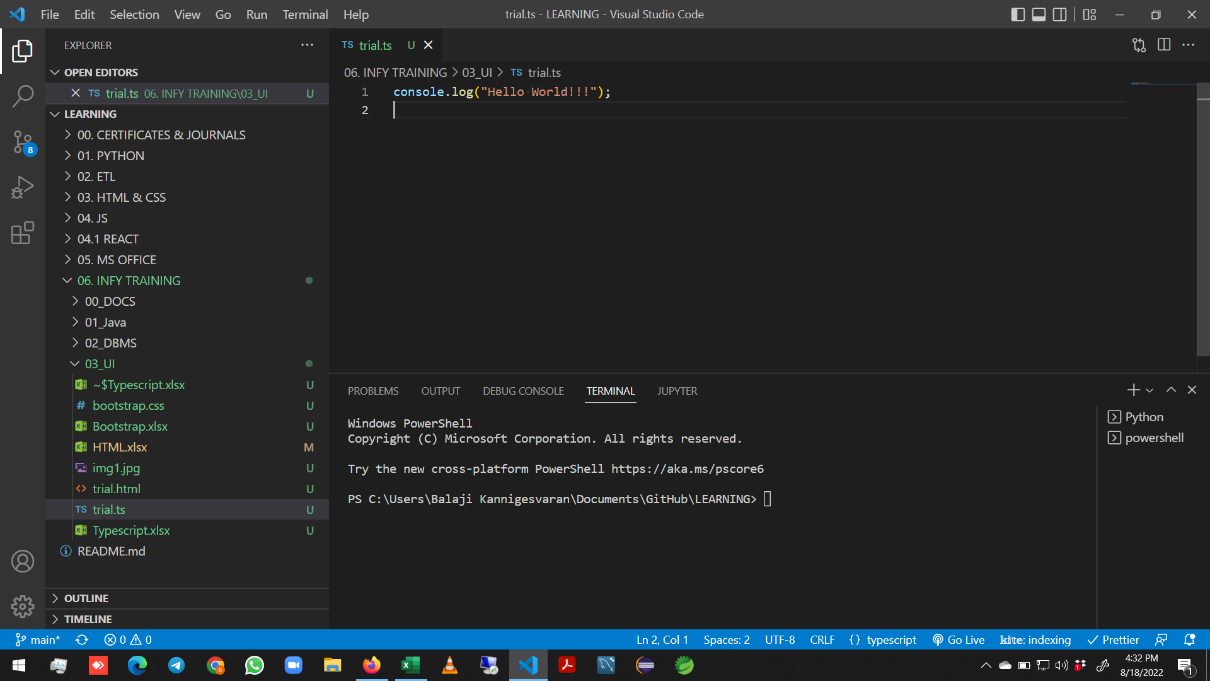 File Edit Selection View Go Run Terminal Help
trial.ts - LEARNING - Visual Studio Code
EXPLORER
OPEN EDITORS
TS trial.ts 06. INFY TRAINING\03_UI U
LEARNING
00. CERTIFICATES & JOURNALS
01. PYTHON
02. ETL
03. HTML & CSS
04. JS
04.1 REACT
05. MS OFFICE
06. INFY TRAINING
00_DOCS
01_Java
02_DBMS
03_UI
~$Typescript.xlsx U
# bootstrap.css U
Bootstrap.xlsx U
HTML.xlsx M
img1.jpg U
<> trial.html U
TS trial.ts U
Typescript.xlsx U
README.md
OUTLINE
TIMELINE
8
TS trial.ts U
06. INFY TRAINING > 03_UI > TS trial.ts
1 console.log("Hello World!!!");
2
PROBLEMS OUTPUT DEBUG CONSOLE TERMINAL JUPYTER
Windows PowerShell
Copyright (C) Microsoft Corporation. All rights reserved.
Try the new cross-platform PowerShell https://aka.ms/pscore6
PS C:\Users\Balaji Kannigesvaran\Documents\GitHub\LEARNING>
Python
powershell
main* 0 0 Ln 2, Col 1 Spaces: 2 UTF-8 CRLF {} typescript Go Live kite: indexing Prettier
4:32 PM
8/18/2022
1